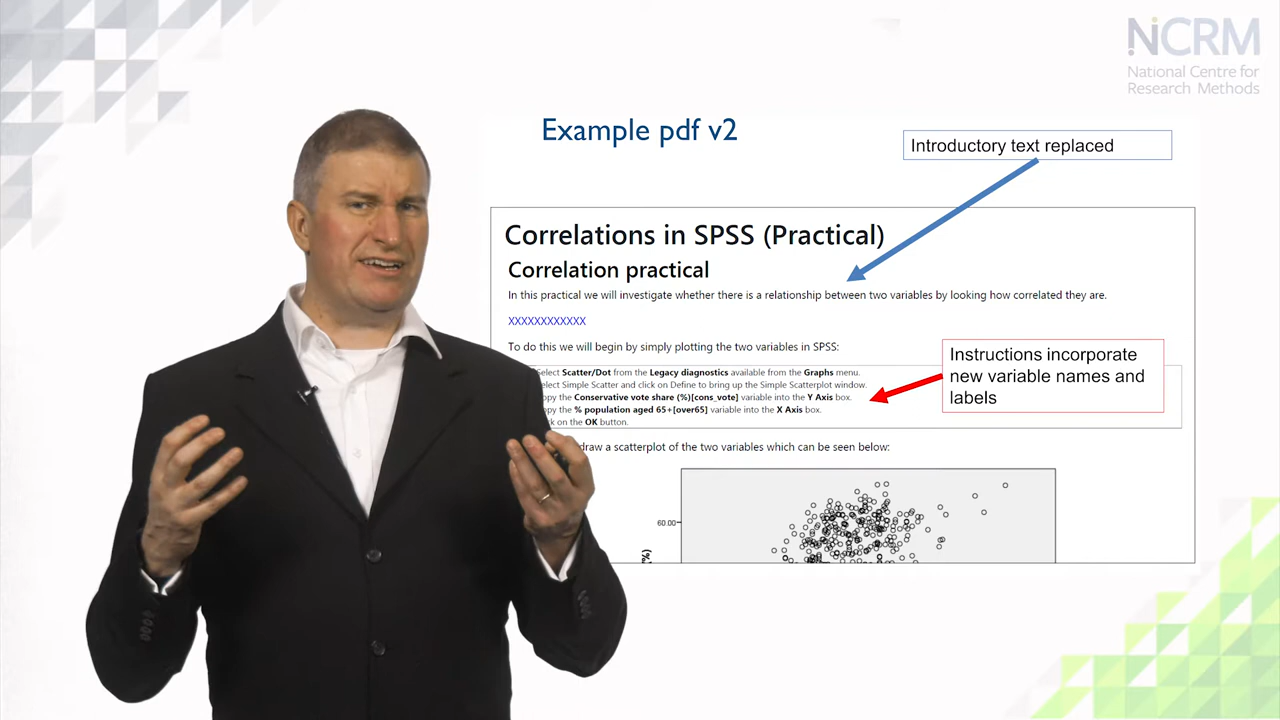 NCRM
National Centre for
Research Methods
Example pdf v2
Introductory text replaced
Correlations in SPSS (Practical)
Correlation practical
In this practical we will investigate whether there is a relationship between two variables by looking how correlated they are.
XXXXXXXXXXXX
To do this we will begin by simply plotting the two variables in SPSS:
Instructions incorporate
new variable names and
labels
Select Scatter/Dot from the Legacy diagnostics available from the Graphs menu.
elect Simple Scatter and click on Define to bring up the Simple Scatterplot window.
opy the Conservative vote share (%)[cons_vote] variable into the Y Axis box.
opy the % population aged 65+[over65] variable into the X Axis box.
k on the OK button.
draw a scatterplot of the two variables which can be seen below:
60.00
%)